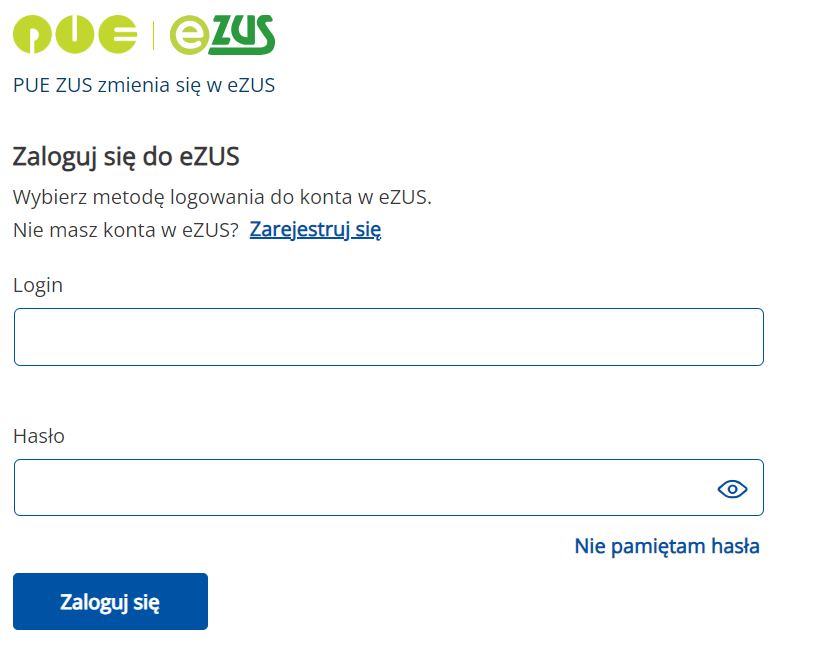 PUE | eZUS
PUE ZUS zmienia się w eZUS
Zaloguj się do eZUS
Wybierz metodę logowania do konta w eZUS.
Nie masz konta w eZUS? Zarejestruj się
Login
Hasło
Nie pamiętam hasła
Zaloguj się